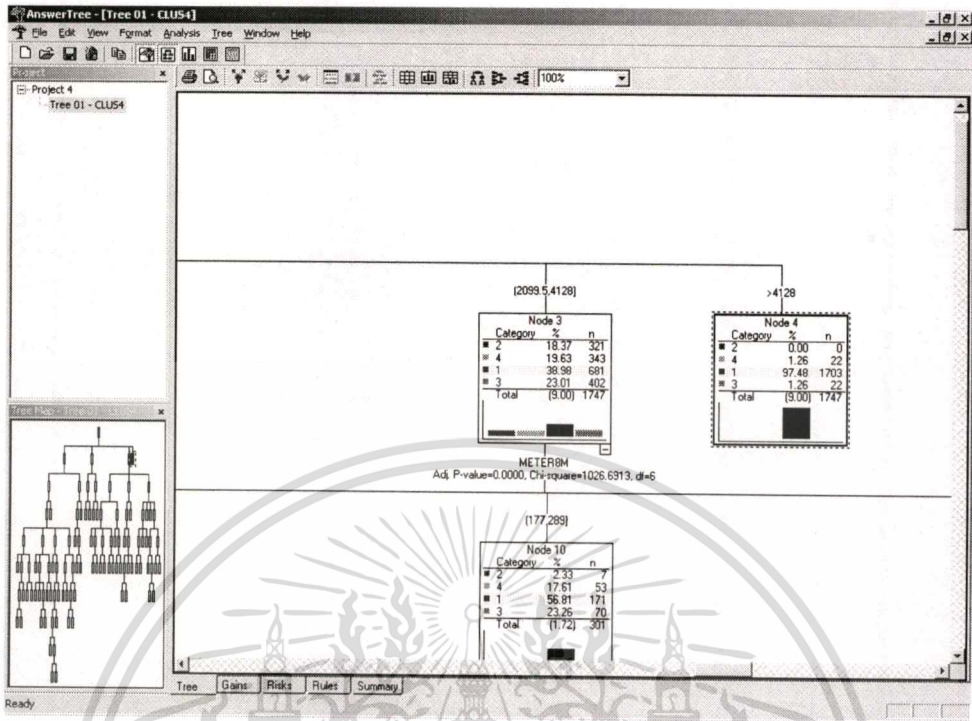 AnswerTree - [Tree 01 - CLUS4]
File Edit View Format Analysis Tree Window Help
Project
100%
Project 4
Tree 01 - CLUS4
(2099.5,4128]
>4128
Node 3
Category % n
2 18.37 321
4 19.63 343
1 38.98 681
3 23.01 402
Total (9.00) 1747
Node 4
Category % n
2 0.00 0
4 1.26 22
1 97.48 1703
3 1.26 22
Total (9.00) 1747
METER8M
Adj. P-value=0.0000, Chi-square=1026.6913, df=6
(177,289]
Node 10
Category % n
2 2.33 7
4 17.61 53
1 56.81 171
3 23.26 70
Total (1.72) 301
Tree Map - Tree 01 - CLUS4
Tree Gains Risks Rules Summary
Ready